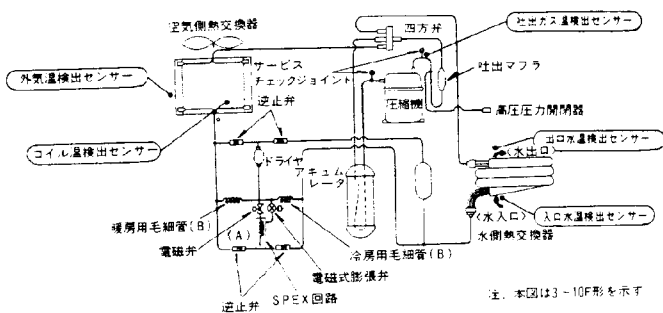 空気側熱交換器
四方弁
吐出ガス温検出センサー
外気温検出センサー
サービス
チェックジョイント
吐出マフラ
圧縮機
高圧圧力開閉器
逆止弁
コイル温検出センサー
ドライヤ
アキュム
レータ
出口水温検出センサー
〈水出口〉
暖房用毛細管(B)
(A)
電磁弁
〈水入口〉
入口水温検出センサー
水側熱交換器
冷房用毛細管(B)
電磁式膨張弁
逆止弁
SPEX回路
注. 本図は3-10F形を示す